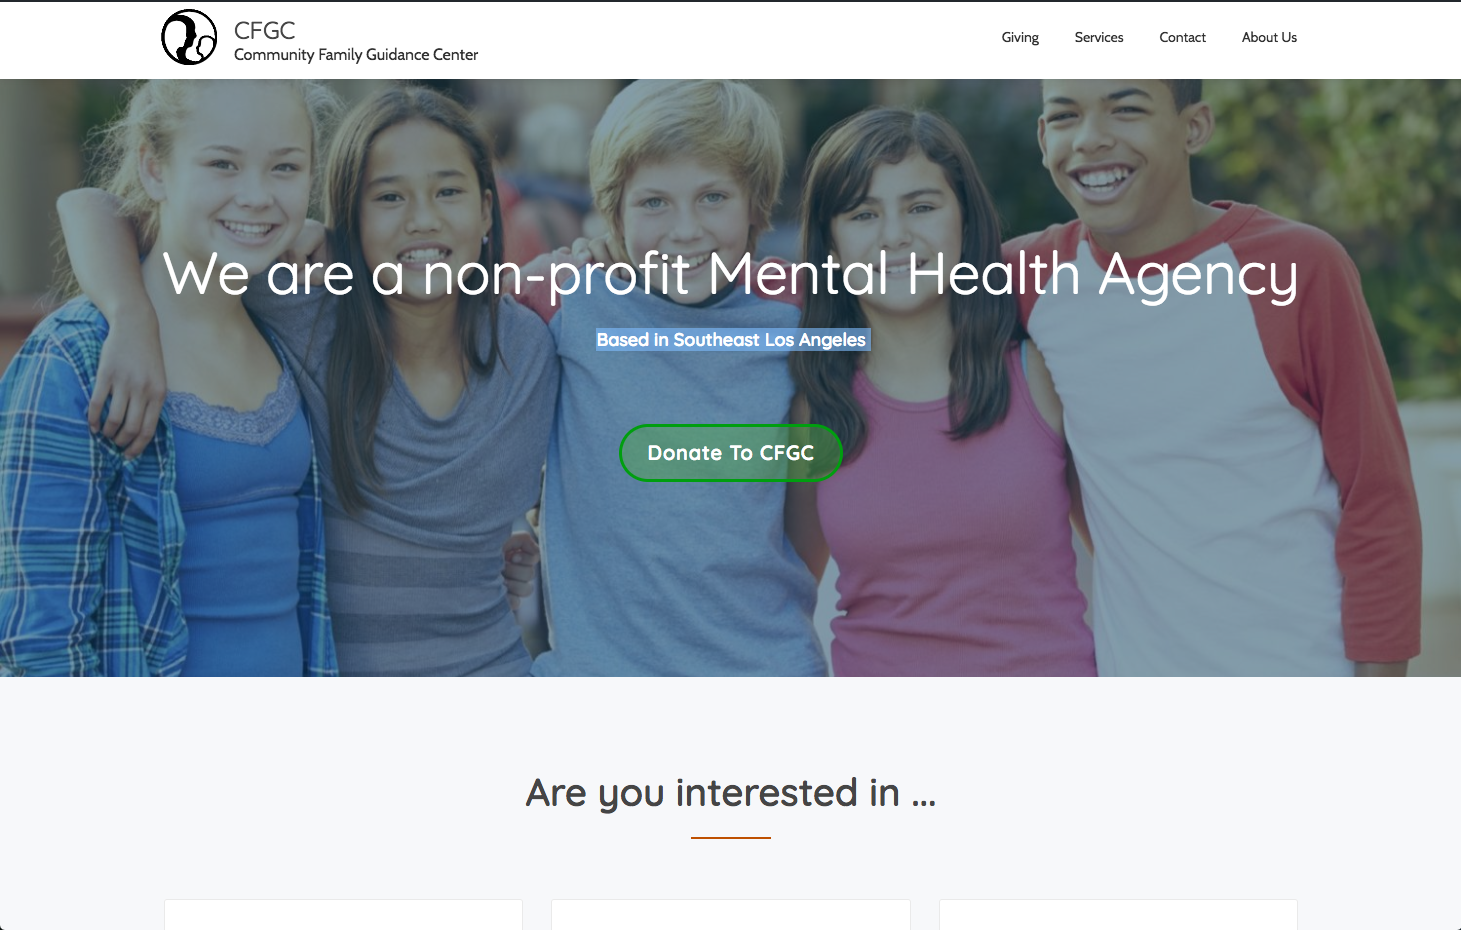 CFGC
Community Family Guidance Center
Giving Services Contact About Us
We are a non-profit Mental Health Agency
Based in Southeast Los Angeles
Donate To CFGC
Are you interested in ...